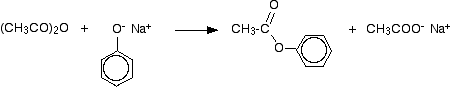 (CH3CO)2O + O- Na+ CH3-C O O + CH3COO- Na+